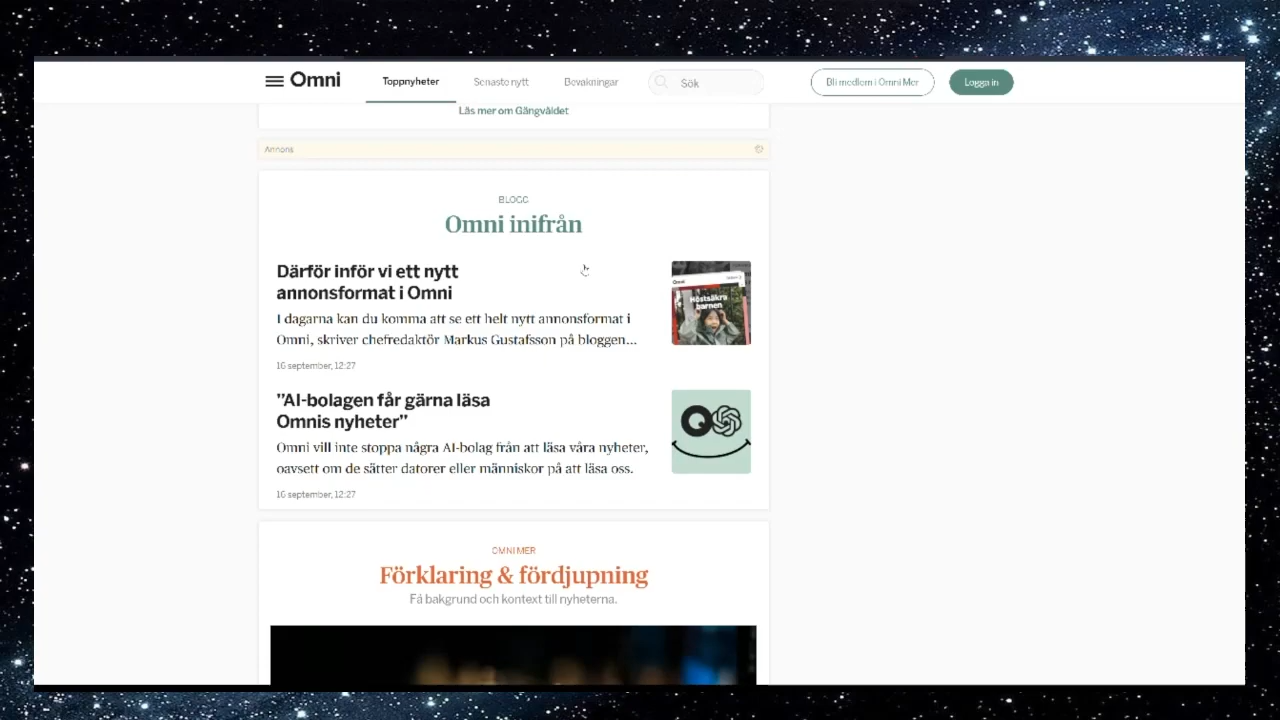 Omni
Toppnyheter
Senaste nytt
Bevakningar
Sök
Bli medlem i Omni Mer
Logga in
Läs mer om Gängvåldet
Annons
BLOGG
Omni inifrån
Därför inför vi ett nytt
annonsformat i Omni
I dagarna kan du komma att se ett helt nytt annonsformat i
Omni, skriver chefredaktör Markus Gustafsson på bloggen...
16 september, 12:27
Omni
Höstsäkra
barnen
”AI-bolagen får gärna läsa
Omnis nyheter”
Omni vill inte stoppa några AI-bolag från att läsa våra nyheter,
oavsett om de sätter datorer eller människor på att läsa oss.
16 september, 12:27
OMNI MER
Förklaring & fördjupning
Få bakgrund och kontext till nyheterna.